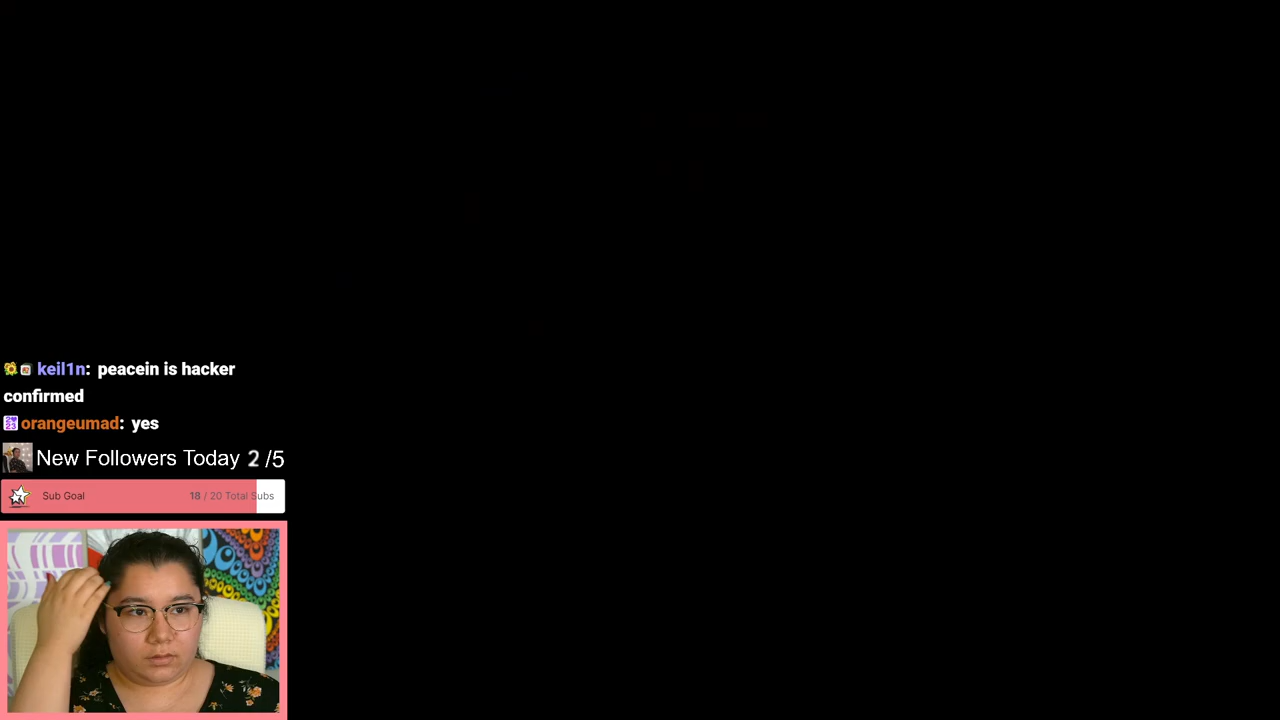 keil1n: peacein is hacker
confirmed
orangeumad: yes
New Followers Today 2 /5
Sub Goal 18 / 20 Total Subs